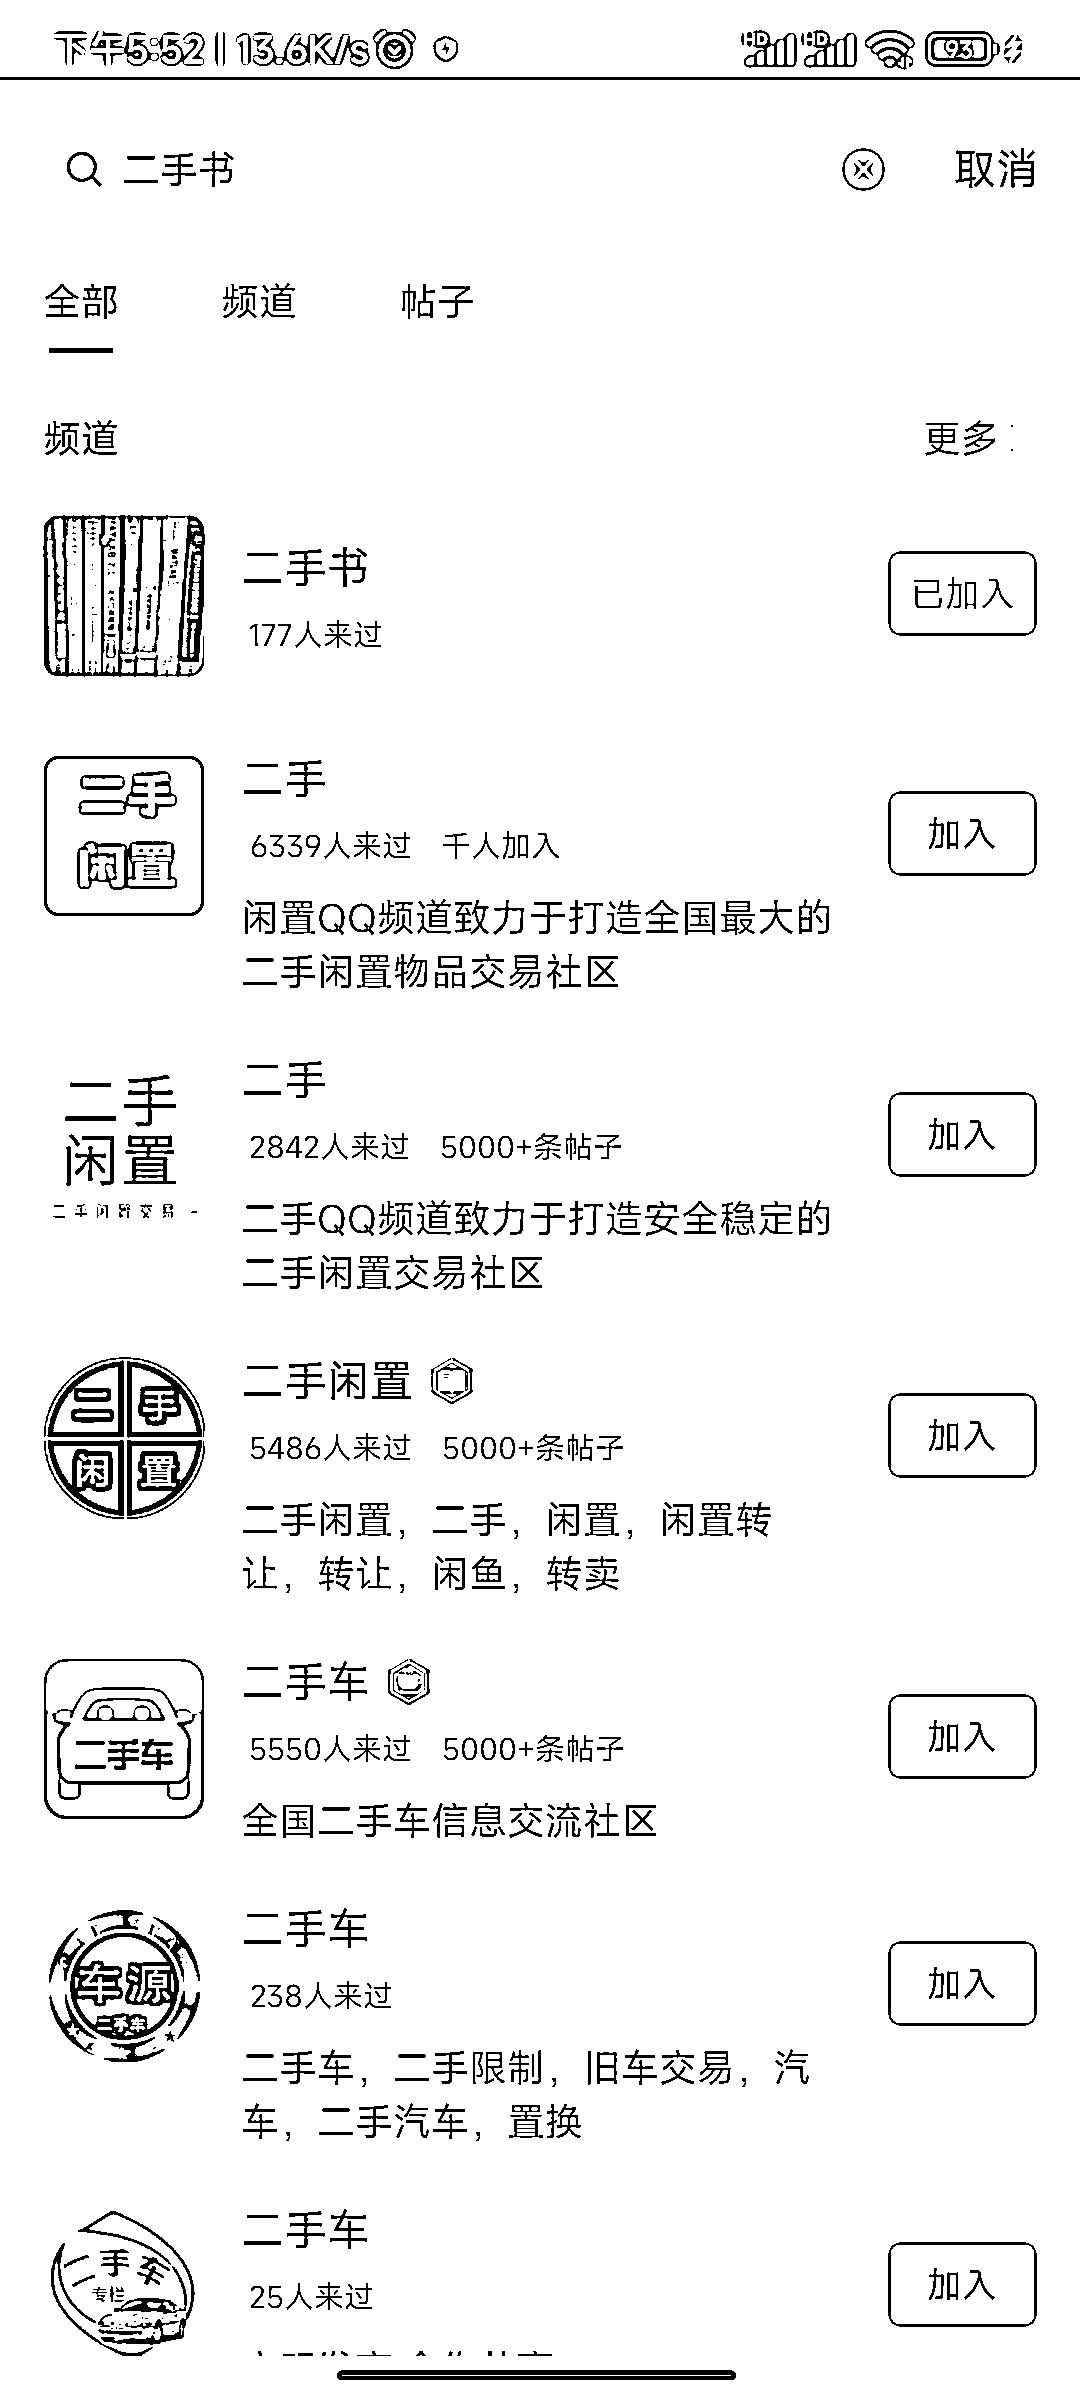 下午5:52 | 13.6K/s
HD HD 93
二手书 取消
全部 频道 帖子
频道 更多
二手书
177人来过
已加入
二手
闲置
二手
6339人来过 千人加入
加入
闲置QQ频道致力于打造全国最大的
二手闲置物品交易社区
二手
闲置
二手闲置交易
二手
2842人来过 5000+条帖子
加入
二手QQ频道致力于打造安全稳定的
二手闲置交易社区
二手
闲置
二手闲置
5486人来过 5000+条帖子
加入
二手闲置，二手，闲置，闲置转
让，转让，闲鱼，转卖
二手车
二手车
5550人来过 5000+条帖子
加入
全国二手车信息交流社区
车源
二手车
二手车
238人来过
加入
二手车，二手限制，旧车交易，汽
车，二手汽车，置换
二手车
专栏
二手车
25人来过
加入